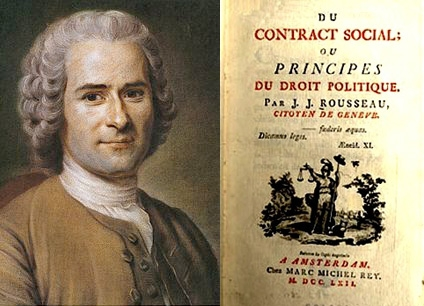 DU
CONTRACT SOCIAL;
OU
PRINCIPES
DU DROIT POLITIQUE.
PAR J. J. ROUSSEAU,
CITOYEN DE GENEVE.
— fœderis æquas
Dicamus leges.
Æneid. XI.
A AMSTERDAM,
Chez MARC MICHEL REY.
M. DCC. LXII.